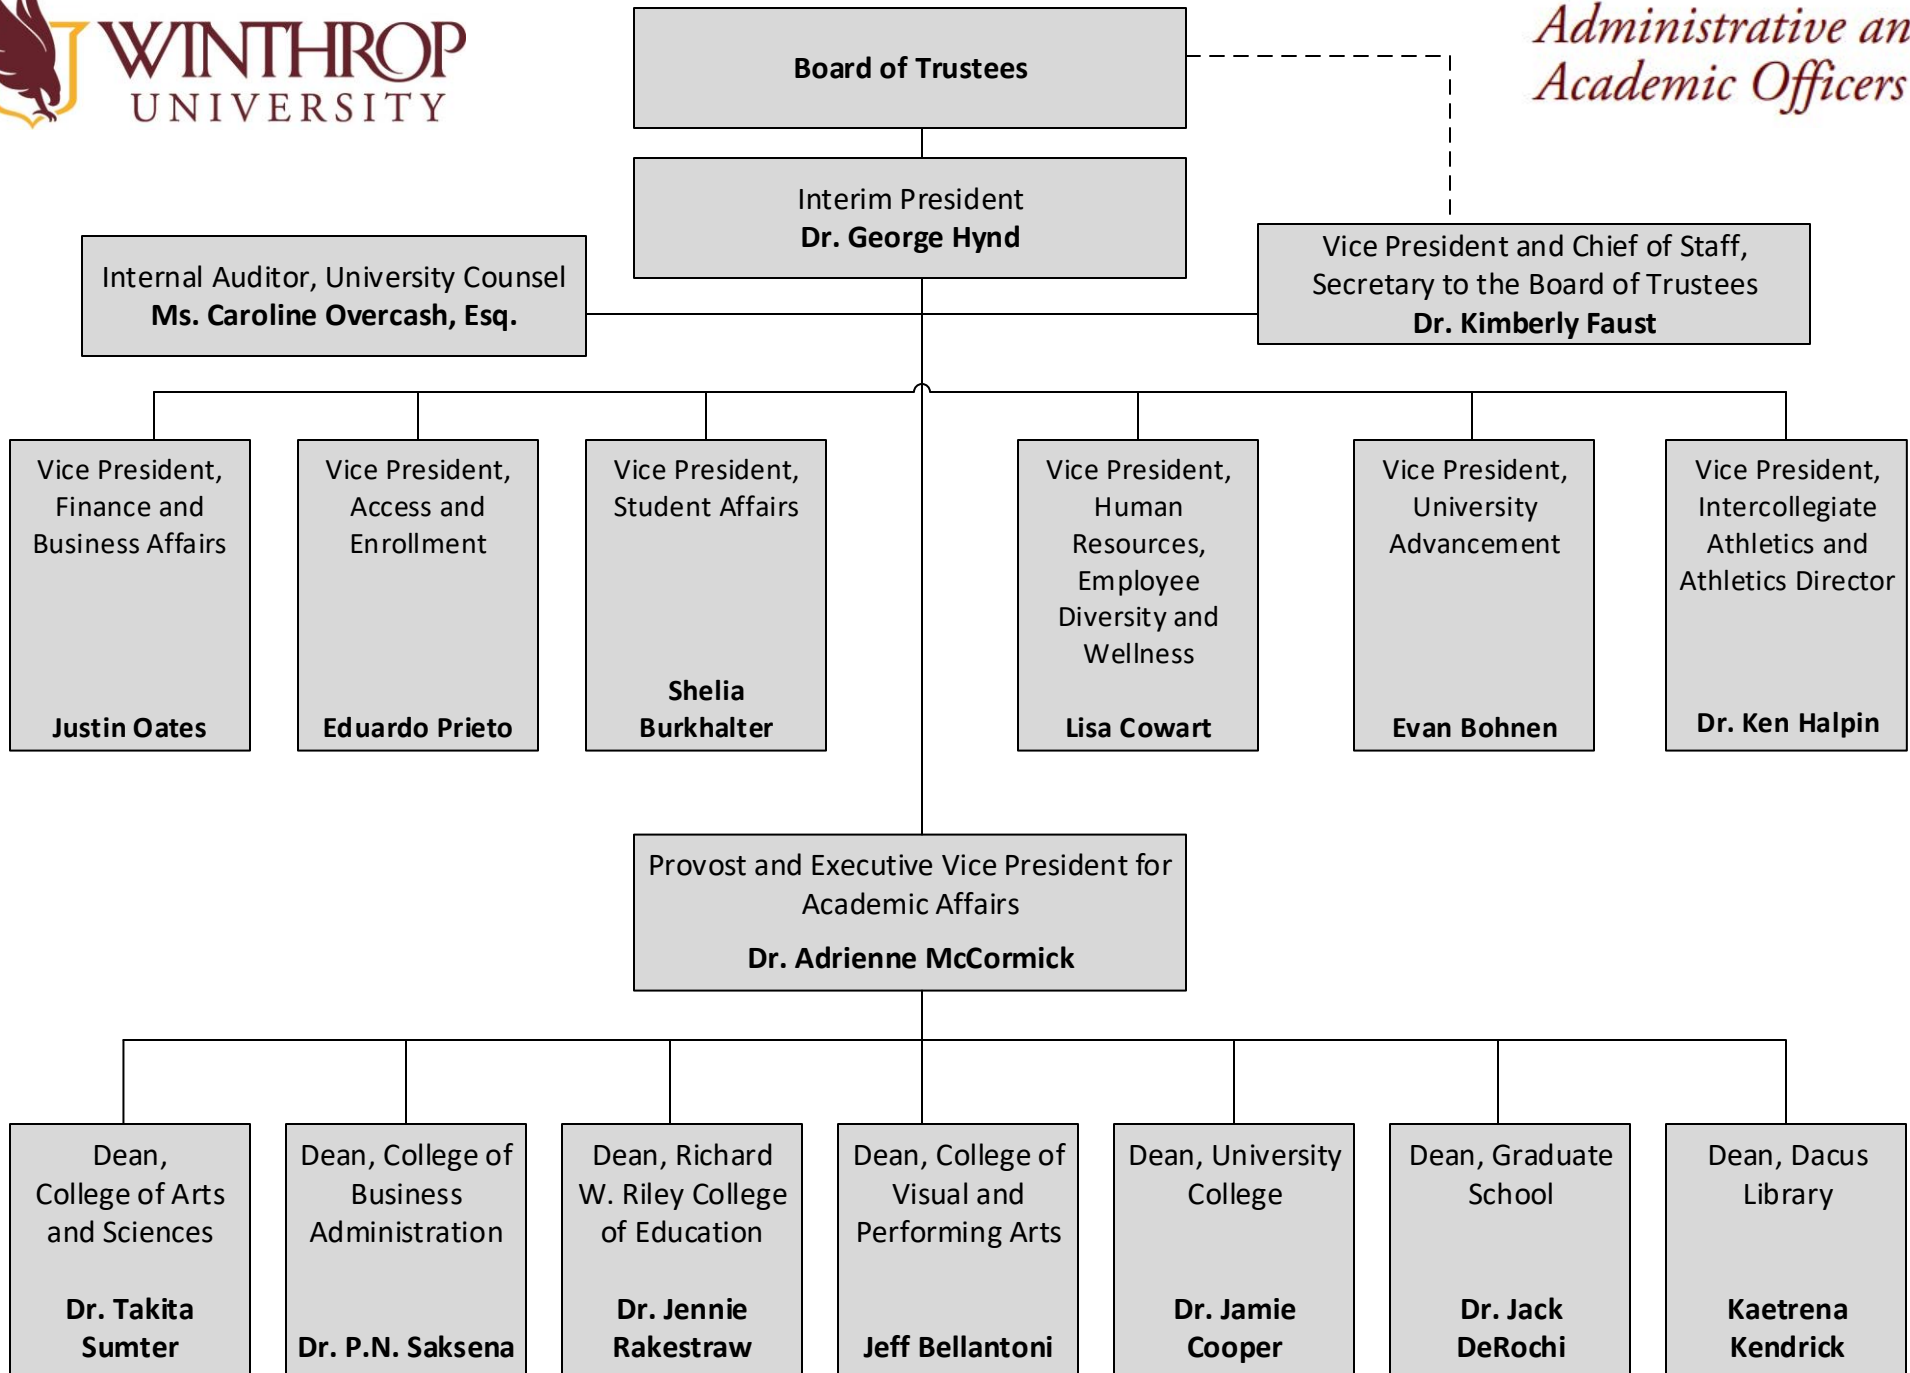 WINTHROP
UNIVERSITY
Administrative an
Academic Officers
Board of Trustees
Interim President
Dr. George Hynd
Internal Auditor, University Counsel
Ms. Caroline Overcash, Esq.
Vice President and Chief of Staff,
Secretary to the Board of Trustees
Dr. Kimberly Faust
Vice President,
Finance and
Business Affairs
Justin Oates
Vice President,
Access and
Enrollment
Eduardo Prieto
Vice President,
Student Affairs
Shelia
Burkhalter
Vice President,
Human
Resources,
Employee
Diversity and
Wellness
Lisa Cowart
Vice President,
University
Advancement
Evan Bohnen
Vice President,
Intercollegiate
Athletics and
Athletics Director
Dr. Ken Halpin
Provost and Executive Vice President for
Academic Affairs
Dr. Adrienne McCormick
Dean,
College of Arts
and Sciences
Dr. Takita
Sumter
Dean, College of
Business
Administration
Dr. P.N. Saksena
Dean, Richard
W. Riley College
of Education
Dr. Jennie
Rakestraw
Dean, College of
Visual and
Performing Arts
Jeff Bellantoni
Dean, University
College
Dr. Jamie
Cooper
Dean, Graduate
School
Dr. Jack
DeRochi
Dean, Dacus
Library
Kaetrena
Kendrick